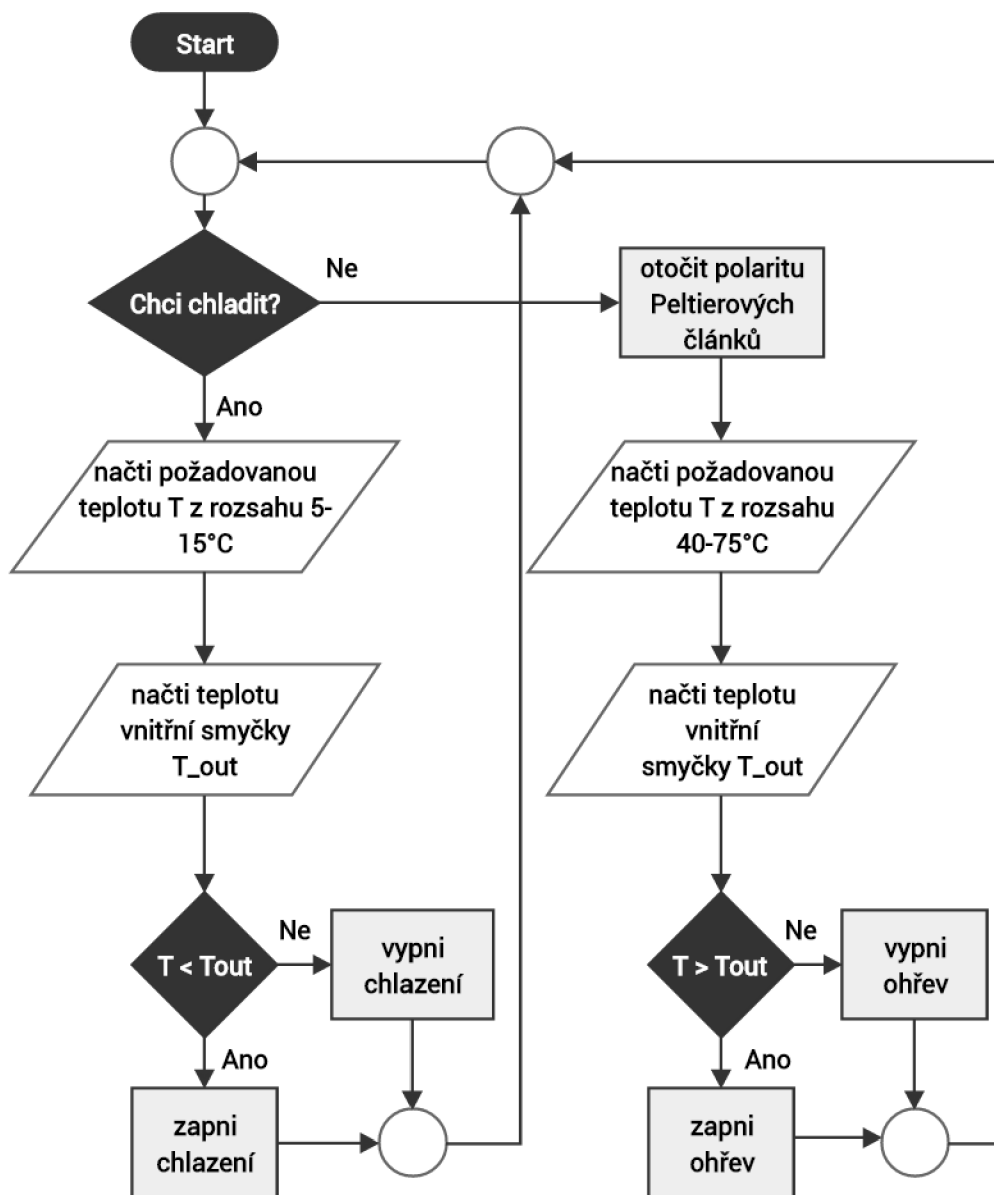 Start
Chci chladit?
Ne
otočit polaritu
Peltierových
článků
Ano
načti požadovanou
teplotu T z rozsahu 5-
15°C
načti požadovanou
teplotu T z rozsahu
40-75°C
načti teplotu
vnitřní smyčky
T_out
načti teplotu
vnitřní
smyčky T_out
T < Tout
Ne
vypni
chlazení
T > Tout
Ne
vypni
ohřev
Ano
zapni
chlazení
Ano
zapni
ohřev